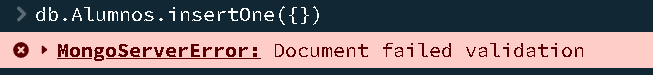 > db.Alumnos.insertOne({})
MongoServerError: Document failed validation